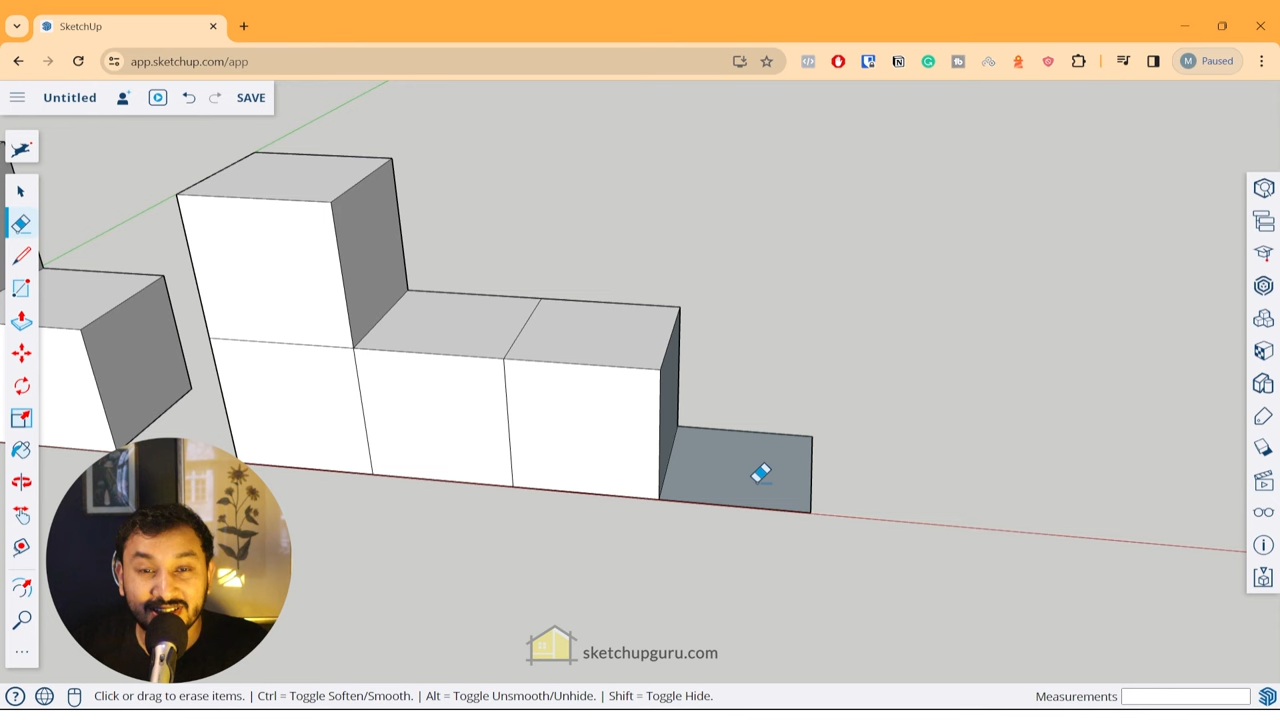 SketchUp
app.sketchup.com/app
M Paused
Untitled
SAVE
sketchupguru.com
Click or drag to erase items. | Ctrl = Toggle Soften/Smooth. | Alt = Toggle Unsmooth/Unhide. | Shift = Toggle Hide.
Measurements